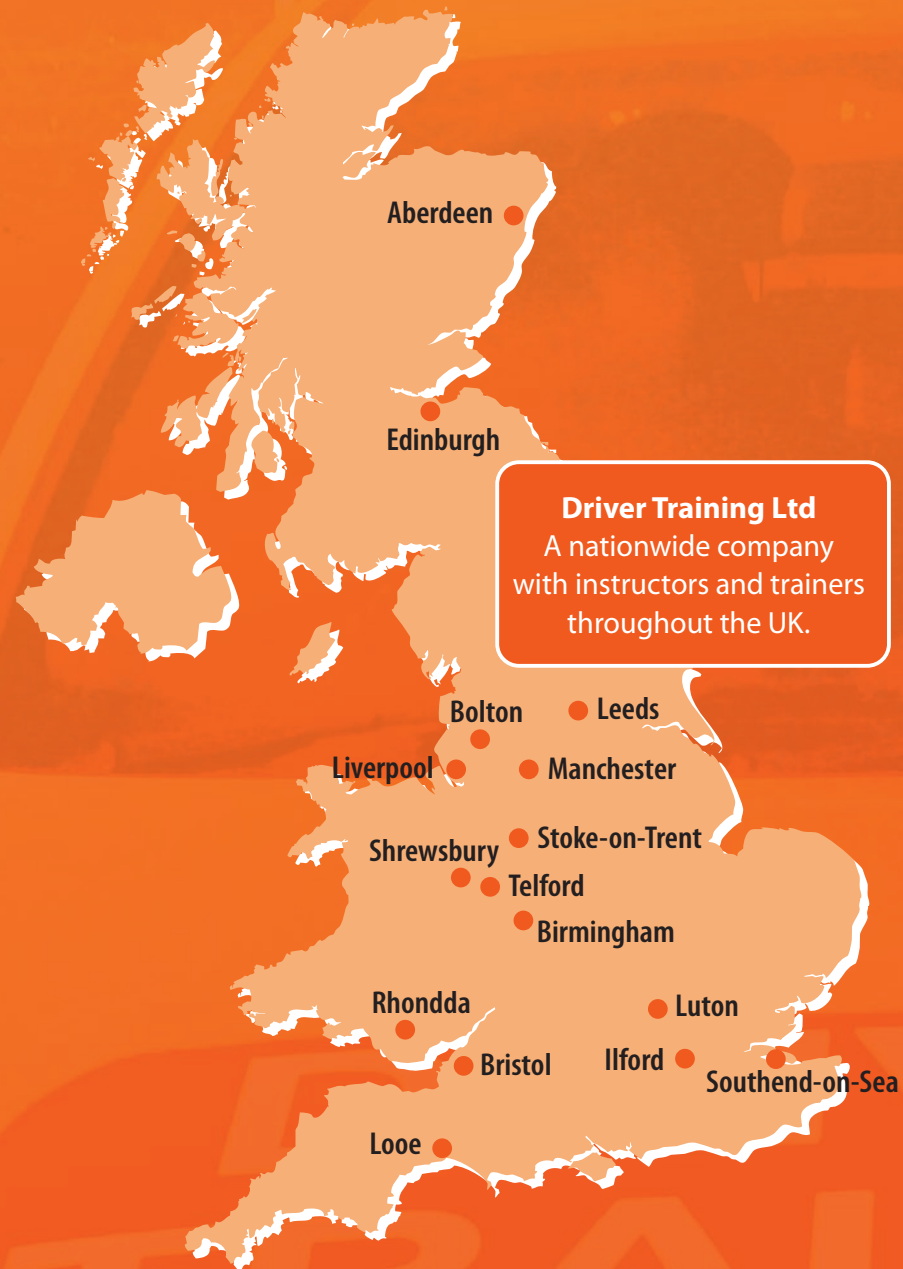 Aberdeen
Edinburgh
Driver Training Ltd
A nationwide company
with instructors and trainers
throughout the UK.
Bolton
Leeds
Liverpool
Manchester
Stoke-on-Trent
Shrewsbury
Telford
Birmingham
Rhondda
Luton
Bristol
Ilford
Southend-on-Sea
Looe